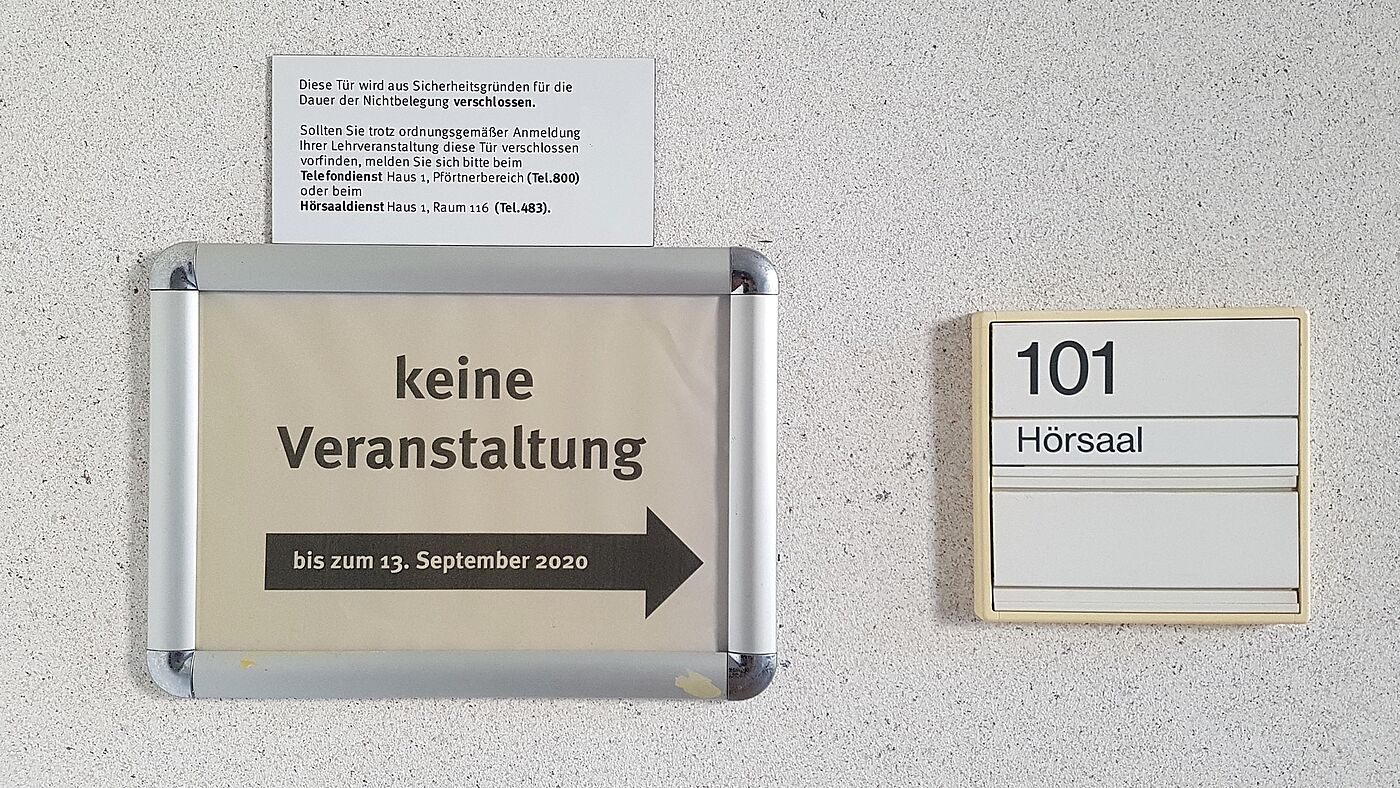 Diese Tür wird aus Sicherheitsgründen für die
Dauer der Nichtbelegung verschlossen.
Sollten Sie trotz ordnungsgemäßer Anmeldung
Ihrer Lehrveranstaltung diese Tür verschlossen
vorfinden, melden Sie sich bitte beim
Telefondienst Haus 1, Pförtnerbereich (Tel.800)
oder beim
Hörsaaldienst Haus 1, Raum 116 (Tel.483).
keine
Veranstaltung
bis zum 13. September 2020
101
Hörsaal